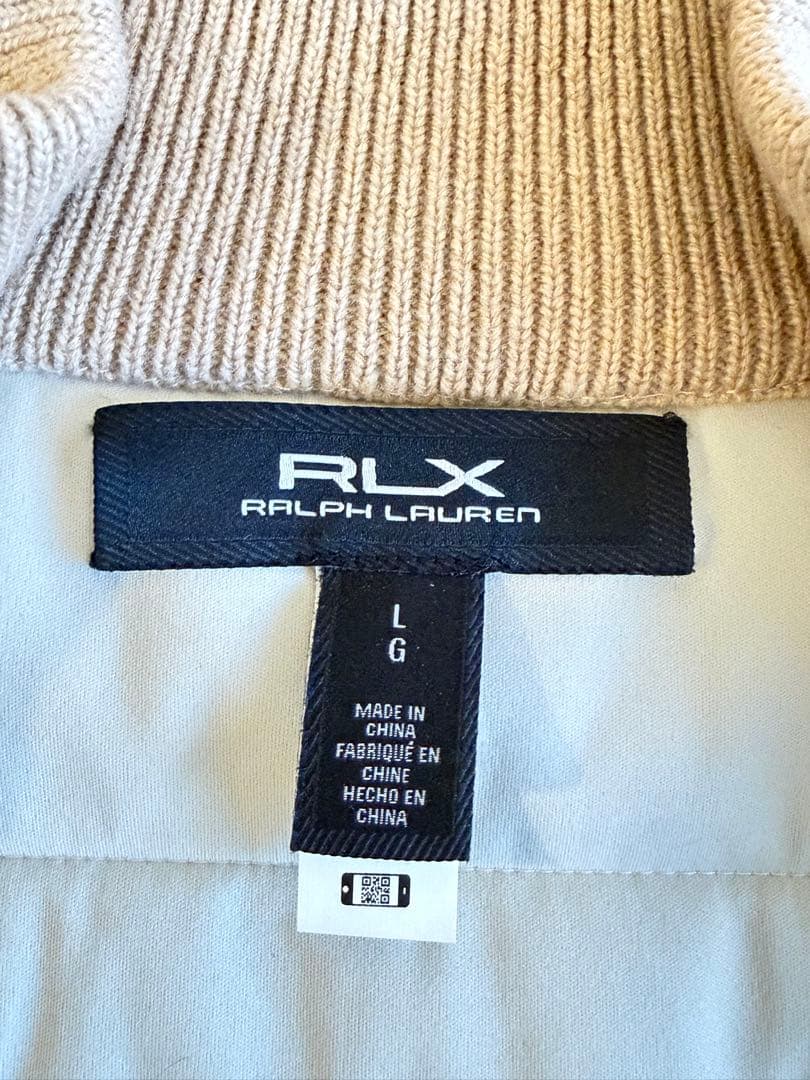 RLX
RALPH LAUREN
L
G
MADE IN
CHINA
FABRIQUÉ EN
CHINE
HECHO EN
CHINA